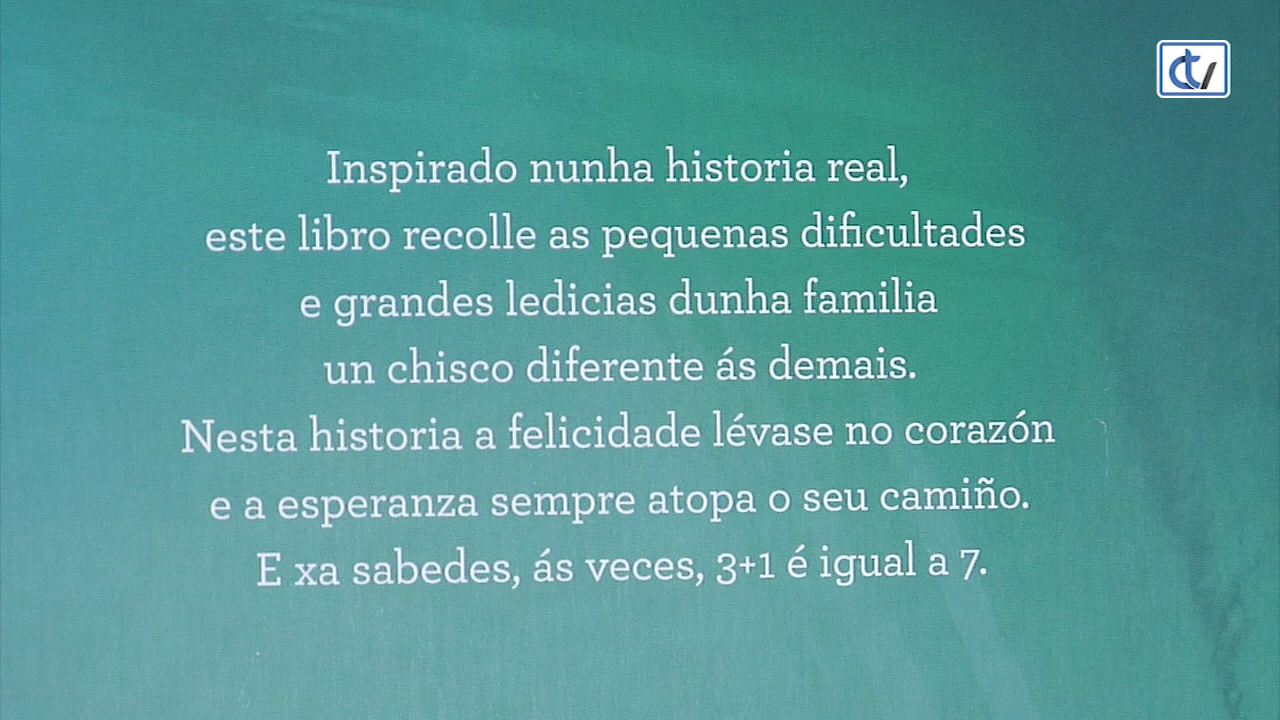 Inspirado nunha historia real,
este libro recolle as pequenas dificultades
e grandes ledicias dunha familia
un chisco diferente ás demais.
Nesta historia a felicidade lévase no corazón
e a esperanza sempre atopa o seu camiño.
E xa sabedes, ás veces, 3+1 é igual a 7.
ctv